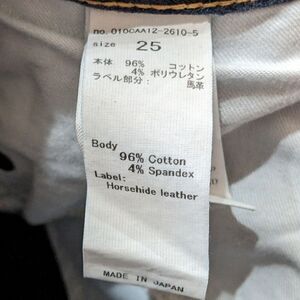 no. 010CAA12-2610-5
size 25
本体 96% コットン
4% ポリウレタン
ラベル部分: 馬革
Body
96% Cotton
4% Spandex
Label:
Horsehide leather
MADE IN JAPAN